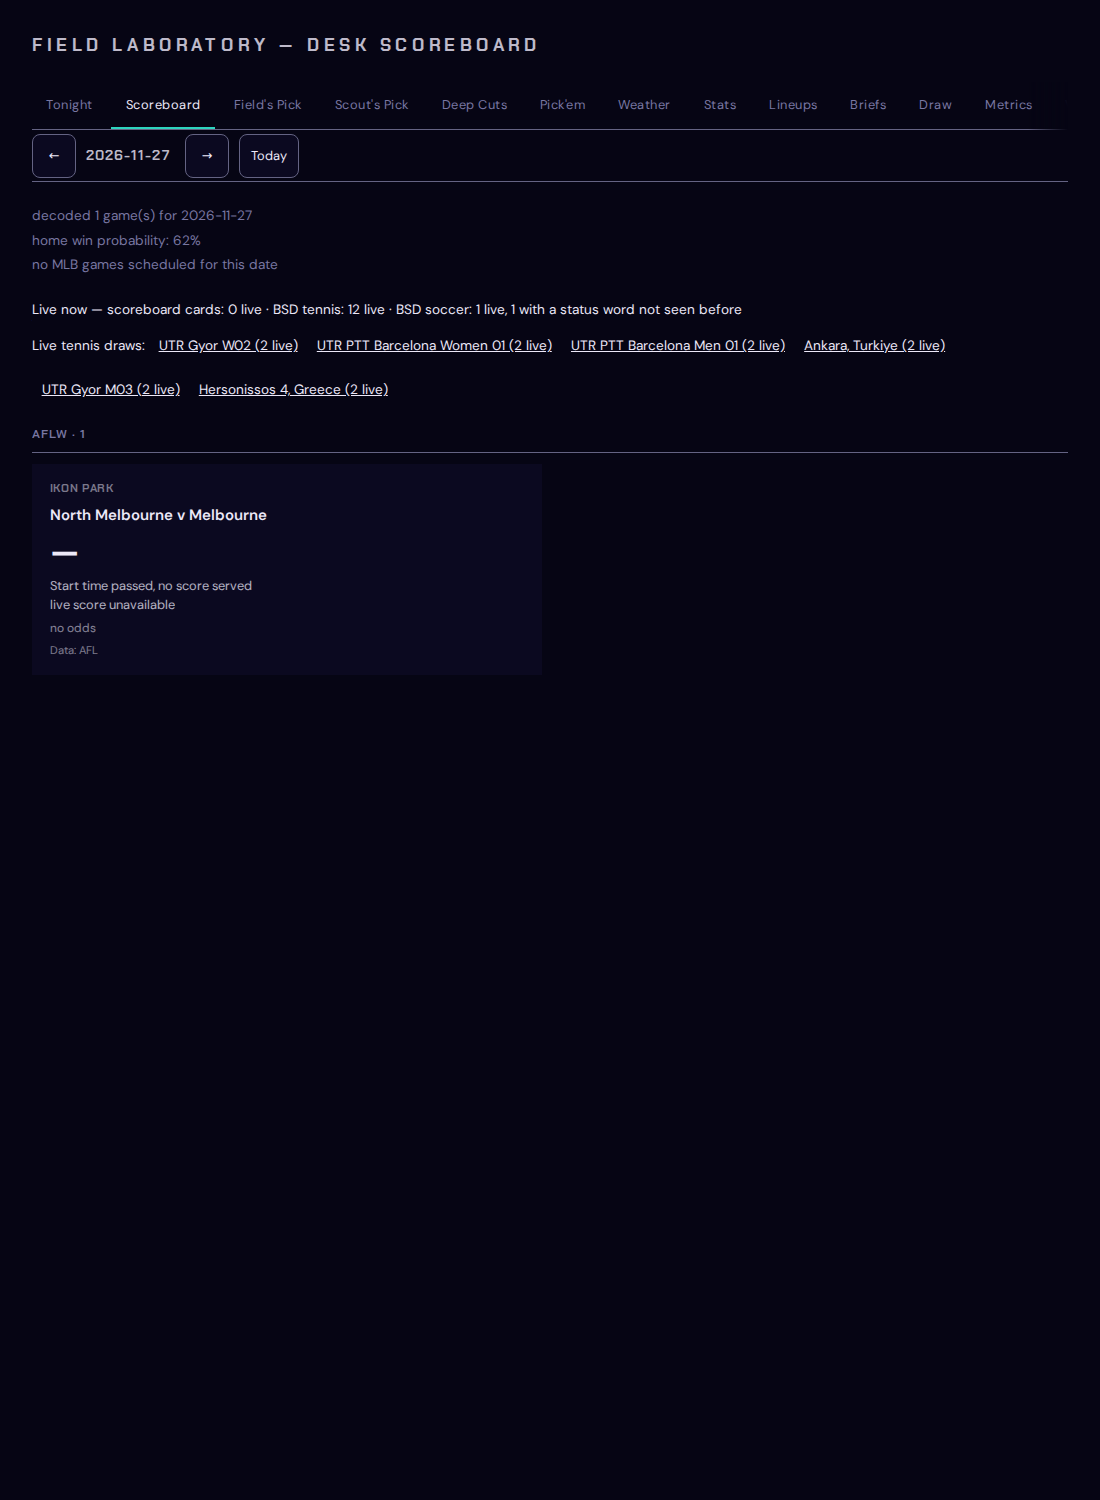 FIELD LABORATORY — DESK SCOREBOARD
Tonight Scoreboard Field's Pick Scout's Pick Deep Cuts Pick'em Weather Stats Lineups Briefs Draw Metrics
← 2026-11-27 → Today
decoded 1 game(s) for 2026-11-27
home win probability: 62%
no MLB games scheduled for this date
Live now — scoreboard cards: 0 live · BSD tennis: 12 live · BSD soccer: 1 live, 1 with a status word not seen before
Live tennis draws: UTR Gyor W02 (2 live) UTR PTT Barcelona Women 01 (2 live) UTR PTT Barcelona Men 01 (2 live) Ankara, Turkiye (2 live)
UTR Gyor M03 (2 live) Hersonissos 4, Greece (2 live)
AFLW · 1
IKON PARK
North Melbourne v Melbourne
—
Start time passed, no score served
live score unavailable
no odds
Data: AFL